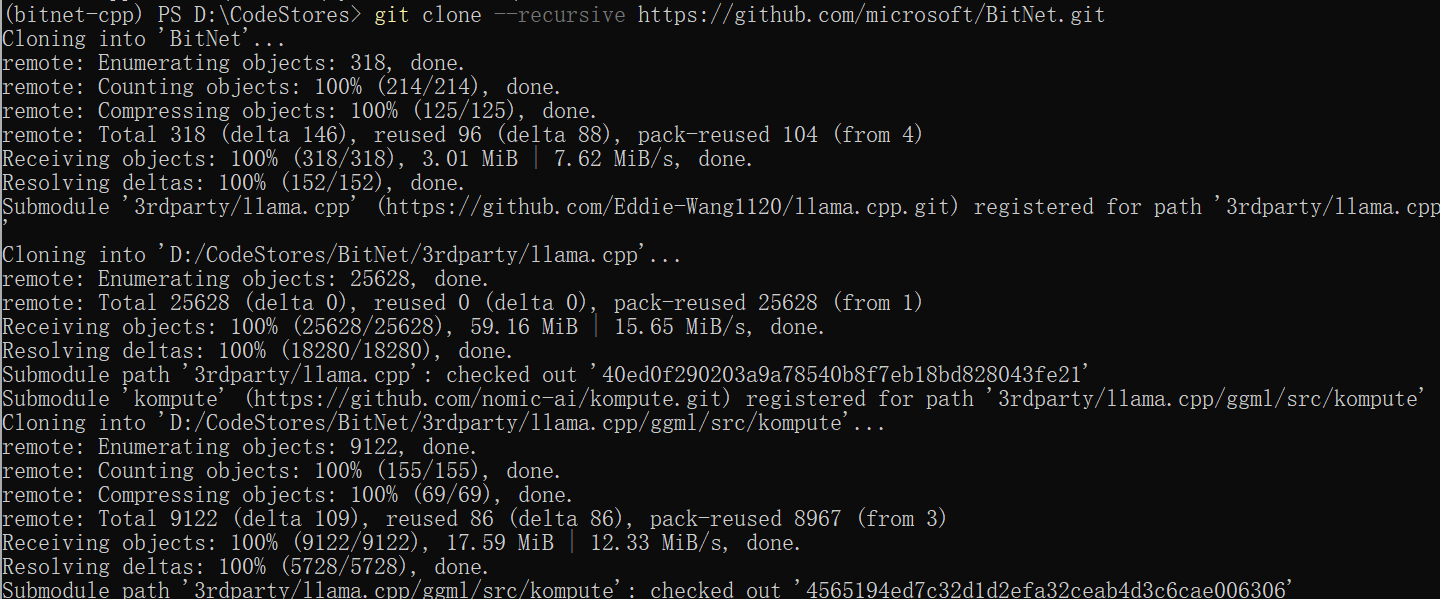 (bitnet-cpp) PS D:\CodeStores> git clone --recursive https://github.com/microsoft/BitNet.git
Cloning into 'BitNet'...
remote: Enumerating objects: 318, done.
remote: Counting objects: 100% (214/214), done.
remote: Compressing objects: 100% (125/125), done.
remote: Total 318 (delta 146), reused 96 (delta 88), pack-reused 104 (from 4)
Receiving objects: 100% (318/318), 3.01 MiB | 7.62 MiB/s, done.
Resolving deltas: 100% (152/152), done.
Submodule '3rdparty/llama.cpp' (https://github.com/Eddie-Wang1120/llama.cpp.git) registered for path '3rdparty/llama.cpp
'
Cloning into 'D:/CodeStores/BitNet/3rdparty/llama.cpp'...
remote: Enumerating objects: 25628, done.
remote: Total 25628 (delta 0), reused 0 (delta 0), pack-reused 25628 (from 1)
Receiving objects: 100% (25628/25628), 59.16 MiB | 15.65 MiB/s, done.
Resolving deltas: 100% (18280/18280), done.
Submodule path '3rdparty/llama.cpp': checked out '40ed0f290203a9a78540b8f7eb18bd828043fe21'
Submodule 'kompute' (https://github.com/nomic-ai/kompute.git) registered for path '3rdparty/llama.cpp/ggml/src/kompute'
Cloning into 'D:/CodeStores/BitNet/3rdparty/llama.cpp/ggml/src/kompute'...
remote: Enumerating objects: 9122, done.
remote: Counting objects: 100% (155/155), done.
remote: Compressing objects: 100% (69/69), done.
remote: Total 9122 (delta 109), reused 86 (delta 86), pack-reused 8967 (from 3)
Receiving objects: 100% (9122/9122), 17.59 MiB | 12.33 MiB/s, done.
Resolving deltas: 100% (5728/5728), done.
Submodule path '3rdparty/llama.cpp/ggml/src/kompute': checked out '4565194ed7c32d1d2efa32ceab4d3c6cae006306'